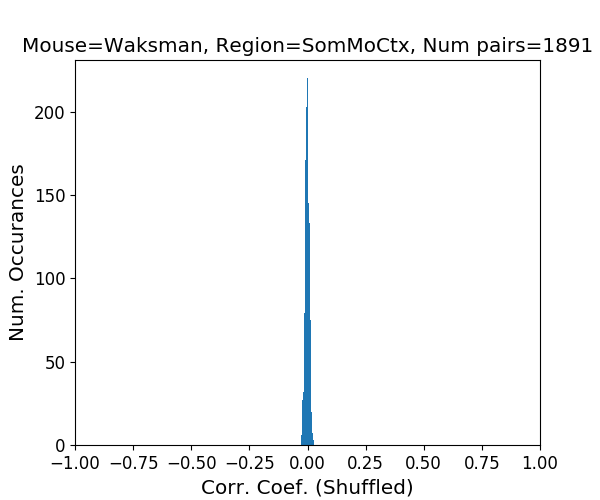 Mouse=Waksman, Region=SomMoCtx, Num pairs=1891
Num. Occurances
200
150
100
50
0
−1.00 −0.75 −0.50 −0.25 0.00 0.25 0.50 0.75 1.00
Corr. Coef. (Shuffled)